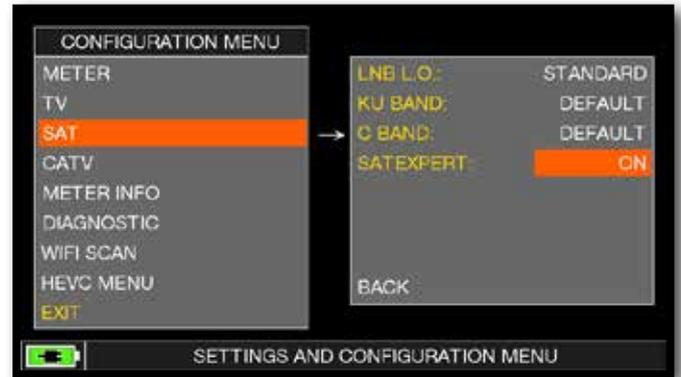 CONFIGURATION MENU
METER
TV
SAT
CATV
METER INFO
DIAGNOSTIC
WIFI SCAN
HEVC MENU
EXIT
→
LNB L.O.: STANDARD
KU BAND: DEFAULT
C BAND: DEFAULT
SATEXPERT: ON
BACK
SETTINGS AND CONFIGURATION MENU